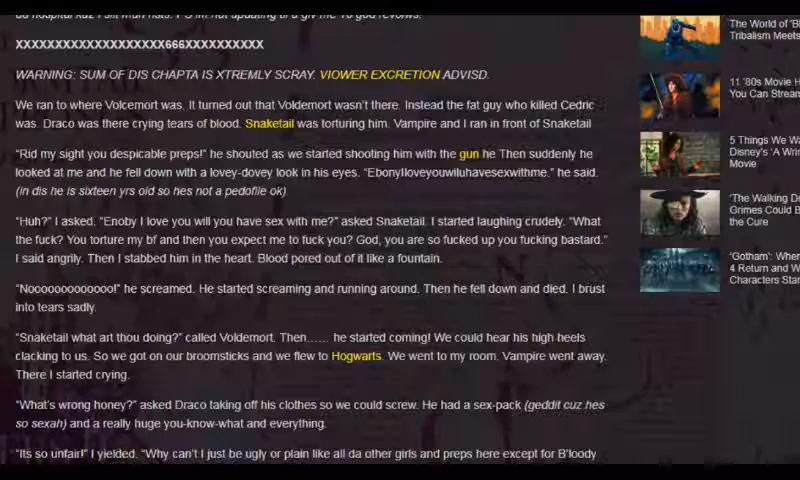 XXXXXXXXXXXXXXXXXXX666XXXXXXXXXX
WARNING: SUM OF DIS CHAPTA IS XTREMLY SCRAY. VIOWER EXCRETION ADVISD.
We ran to where Volcemort was. It turned out that Voldemort wasn't there. Instead the fat guy who killed Cedric
was. Draco was there crying tears of blood. Snaketail was torturing him. Vampire and I ran in front of Snaketail
"Rid my sight you despicable preps!" he shouted as we started shooting him with the gun he Then suddenly he
looked at me and he fell down with a lovey-dovey look in his eyes. "EbonyIloveyouwiluhavesexwithme." he said.
(in dis he is sixteen yrs old so hes not a pedofile ok)
"Huh?" I asked. "Enoby I love you will you have sex with me?" asked Snaketail. I started laughing crudely. "What
the fuck? You torture my bf and then you expect me to fuck you? God, you are so fucked up you fucking bastard."
I said angrily. Then I stabbed him in the heart. Blood pored out of it like a fountain.
"Nooooooooooooo!" he screamed. He started screaming and running around. Then he fell down and died. I brust
into tears sadly.
"Snaketail what art thou doing?" called Voldemort. Then…… he started coming! We could hear his high heels
clacking to us. So we got on our broomsticks and we flew to Hogwarts. We went to my room. Vampire went away.
There I started crying.
"What's wrong honey?" asked Draco taking off his clothes so we could screw. He had a sex-pack (geddit cuz hes
so sexah) and a really huge you-know-what and everything.
"Its so unfair!" I yielded. "Why can't I just be ugly or plain like all da other girls and preps here except for B'loody
The World of 'B
Tribalism Meets
11 '80s Movie H
You Can Stream
5 Things We Wa
Disney's 'A Wrin
Movie
'The Walking De
Grimes Could B
the Cure
'Gotham': Wher
4 Return and W
Characters Star